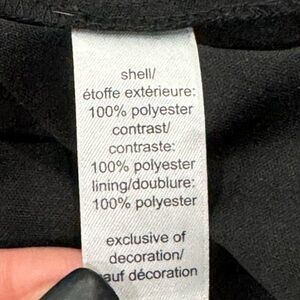 shell/
étoffe extérieure:
100% polyester
contrast/
contraste:
100% polyester
lining/doublure:
100% polyester
exclusive of
decoration/
sauf décoration